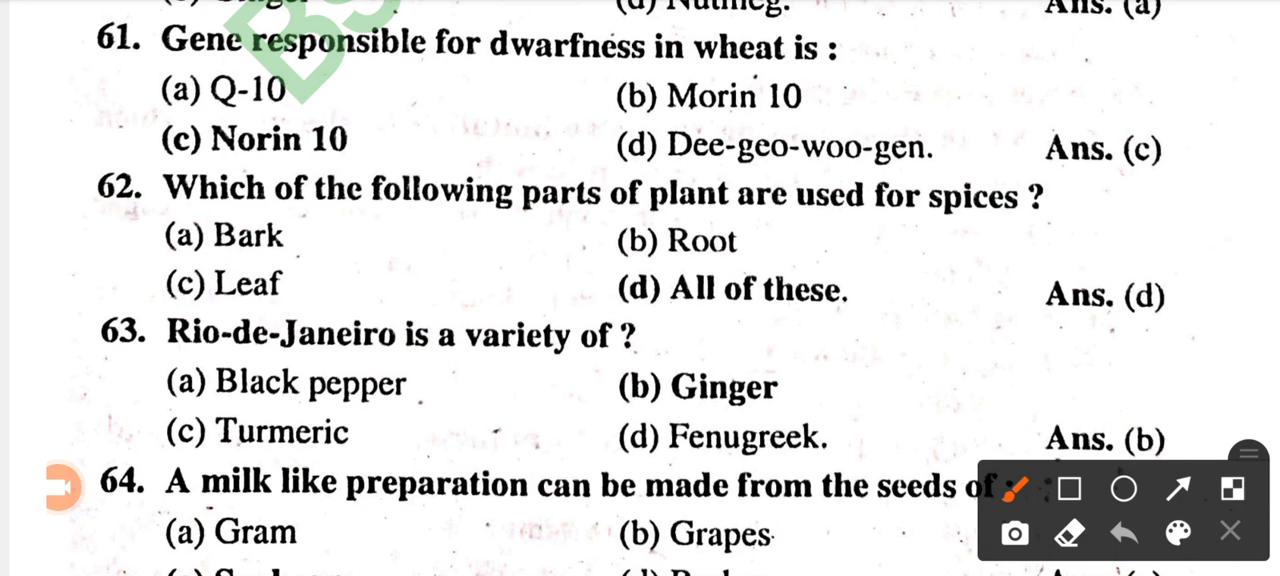 (d) Nutmeg. Ans. (a)
61. Gene responsible for dwarfness in wheat is :
(a) Q-10 (b) Morin 10
(c) Norin 10 (d) Dee-geo-woo-gen. Ans. (c)
62. Which of the following parts of plant are used for spices ?
(a) Bark (b) Root
(c) Leaf (d) All of these. Ans. (d)
63. Rio-de-Janeiro is a variety of ?
(a) Black pepper (b) Ginger
(c) Turmeric (d) Fenugreek. Ans. (b)
64. A milk like preparation can be made from the seeds of
(a) Gram (b) Grapes